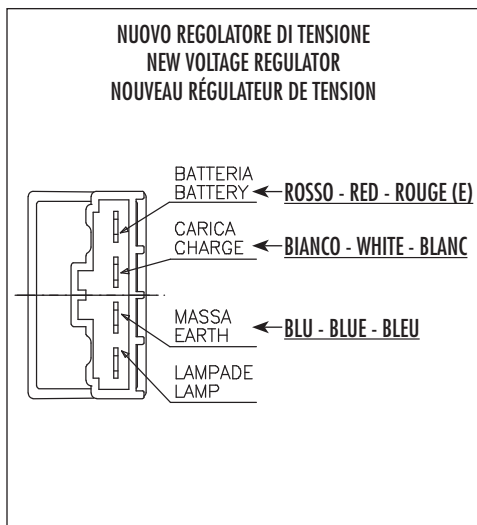 NUOVO REGOLATORE DI TENSIONE
NEW VOLTAGE REGULATOR
NOUVEAU RÉGULATEUR DE TENSION
BATTERIA
BATTERY
ROSSO - RED - ROUGE (E)
CARICA
CHARGE
BIANCO - WHITE - BLANC
MASSA
EARTH
BLU - BLUE - BLEU
LAMPADE
LAMP